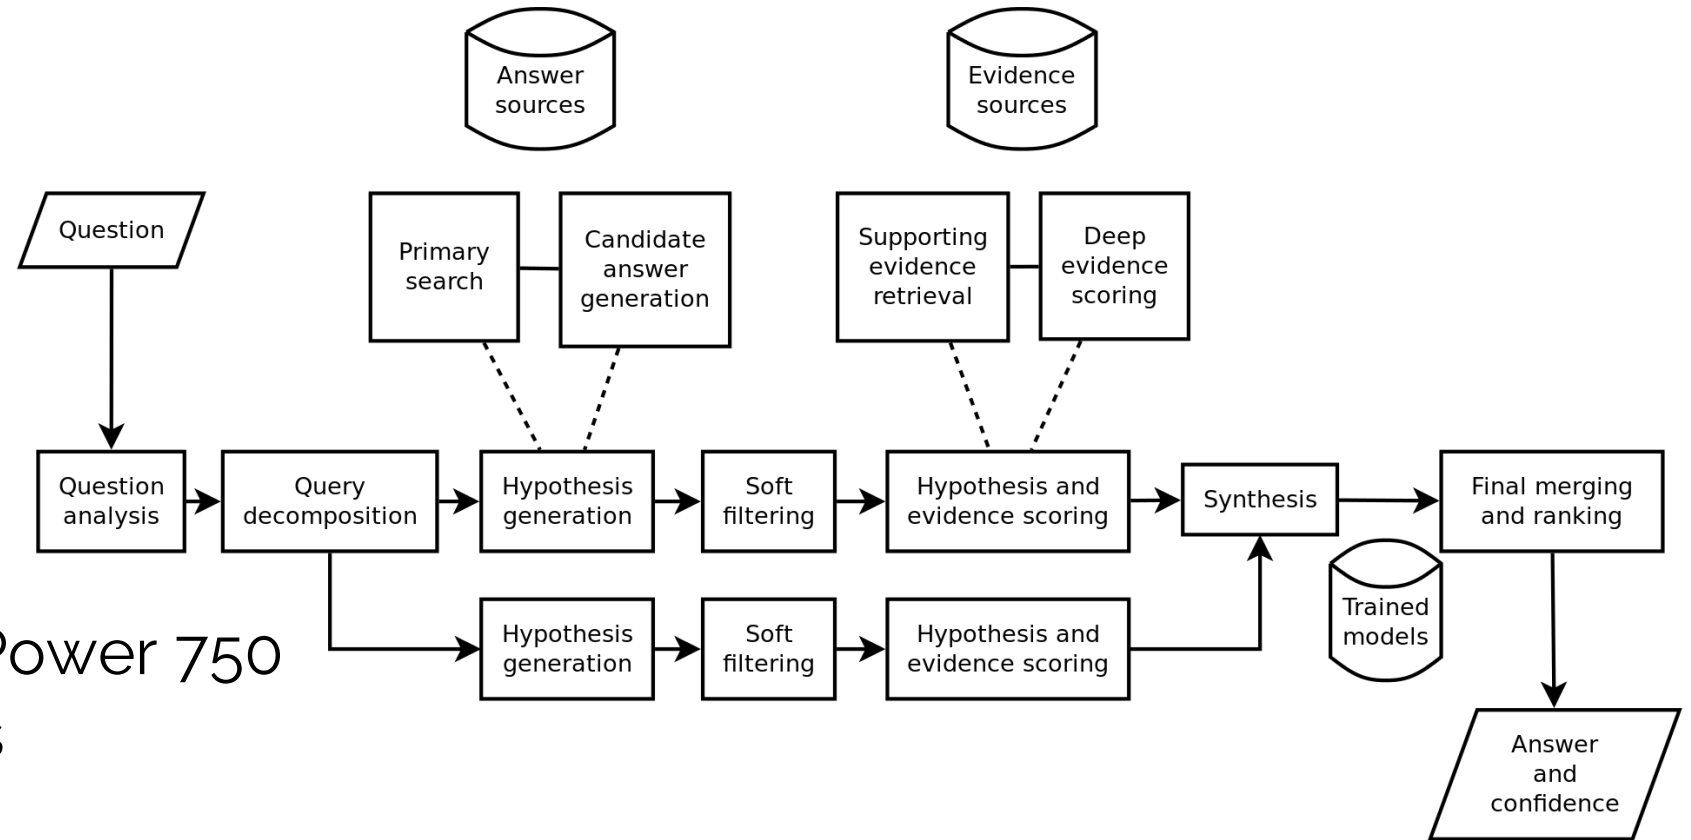 Answer
sources
Evidence
sources
Question
Primary
search
Candidate
answer
generation
Supporting
evidence
retrieval
Deep
evidence
scoring
Question
analysis
Query
decomposition
Hypothesis
generation
Soft
filtering
Hypothesis and
evidence scoring
Synthesis
Final merging
and ranking
Trained
models
Hypothesis
generation
Soft
filtering
Hypothesis and
evidence scoring
Power 750
s
Answer
and
confidence